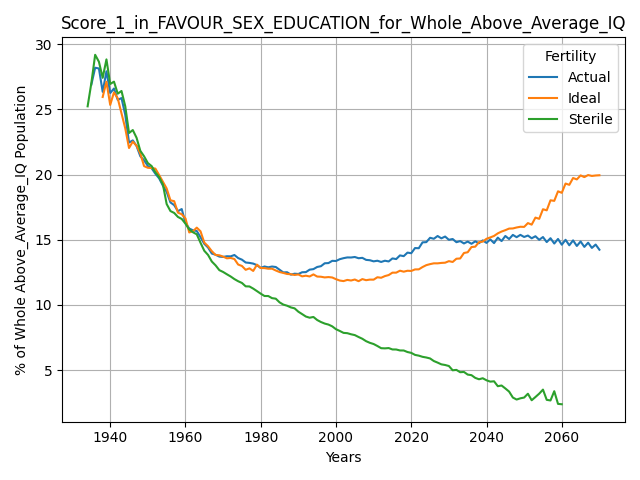 Score_1_in_FAVOUR_SEX_EDUCATION_for_Whole_Above_Average_IQ
% of Whole Above_Average_IQ Population
30
25
20
15
10
5
Fertility
Actual
Ideal
Sterile
1940 1960 1980 2000 2020 2040 2060
Years